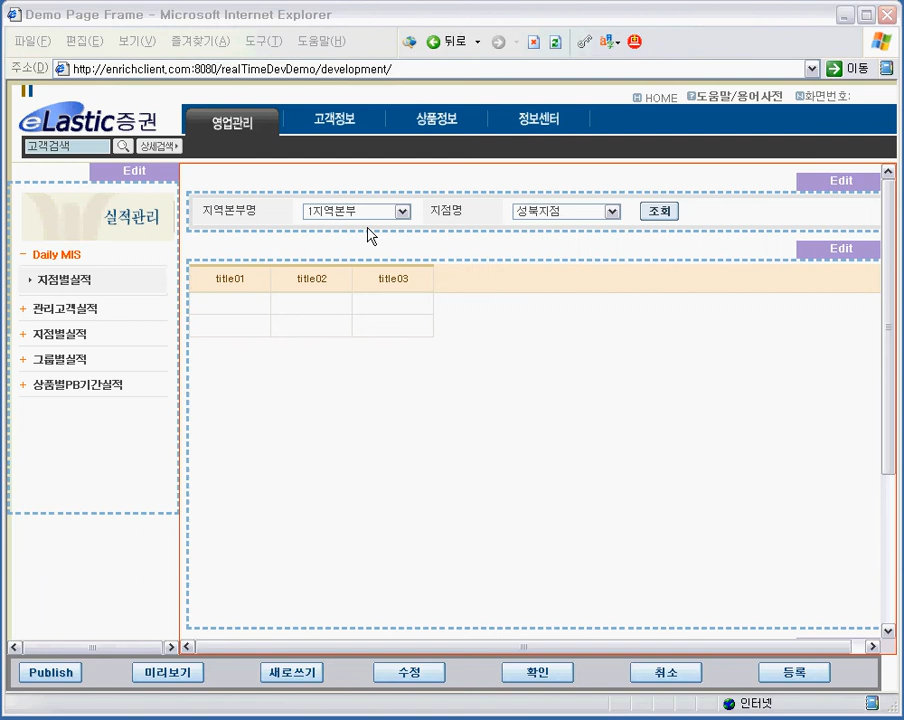 Demo Page Frame - Microsoft Internet Explorer
파일(F) 편집(E) 보기(V) 즐겨찾기(A) 도구(T) 도움말(H) 뒤로
주소(D) http://enrichclient.com:8080/realTimeDevDemo/development/ 이동
HOME 도움말/용어사전 화면번호:
eLastic증권 영업관리 고객정보 상품정보 정보센터
고객검색 상세검색
Edit
Edit
실적관리
지역본부명 1지역본부 지점명 성북지점 조회
Daily MIS
Edit
지점별실적
title01 title02 title03
관리고객실적
지점별실적
그룹별실적
상품별PB기간실적
Publish 미리보기 새로쓰기 수정 확인 취소 등록
인터넷